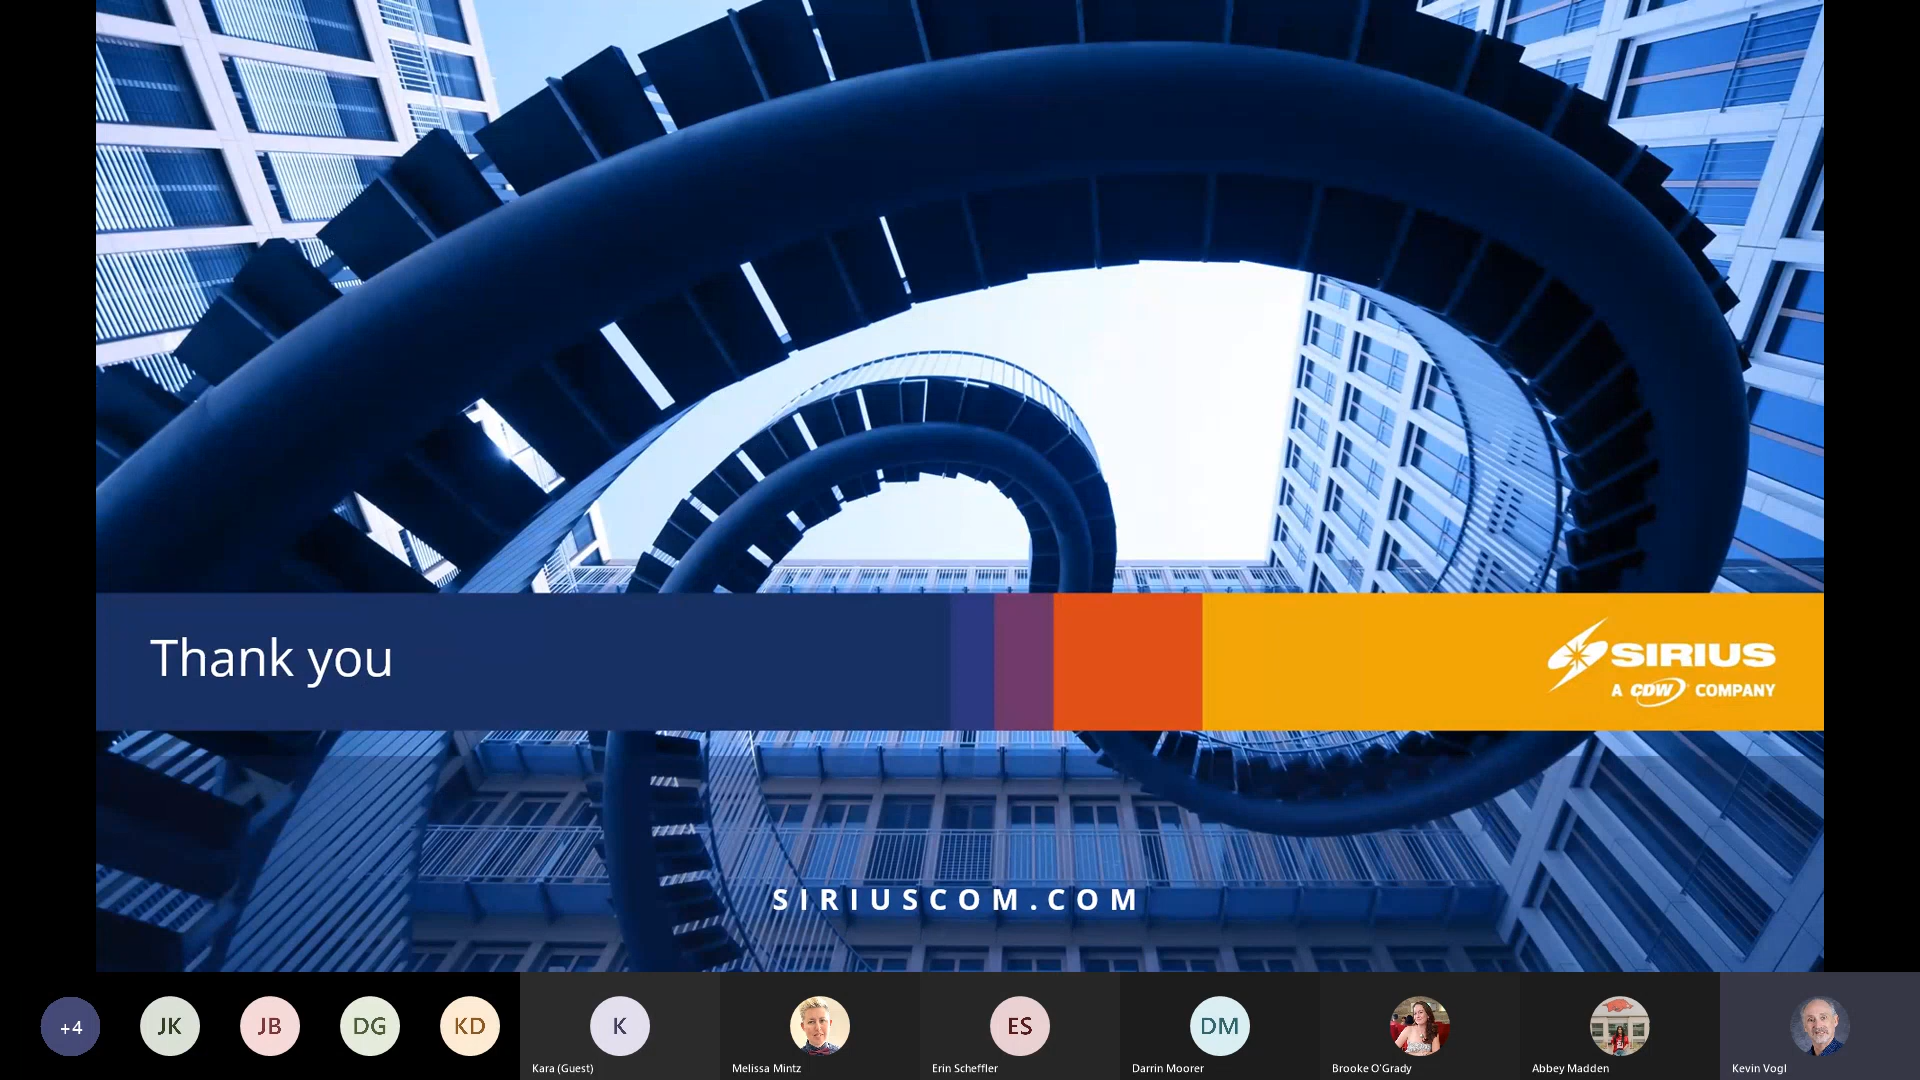 Thank you
SIRIUS
A CDW COMPANY
SIRIUSCOM.COM
+4
JK
JB
DG
KD
K
ES
DM
Kara (Guest)
Melissa Mintz
Erin Scheffler
Darrin Moorer
Brooke O'Grady
Abbey Madden
Kevin Vogl